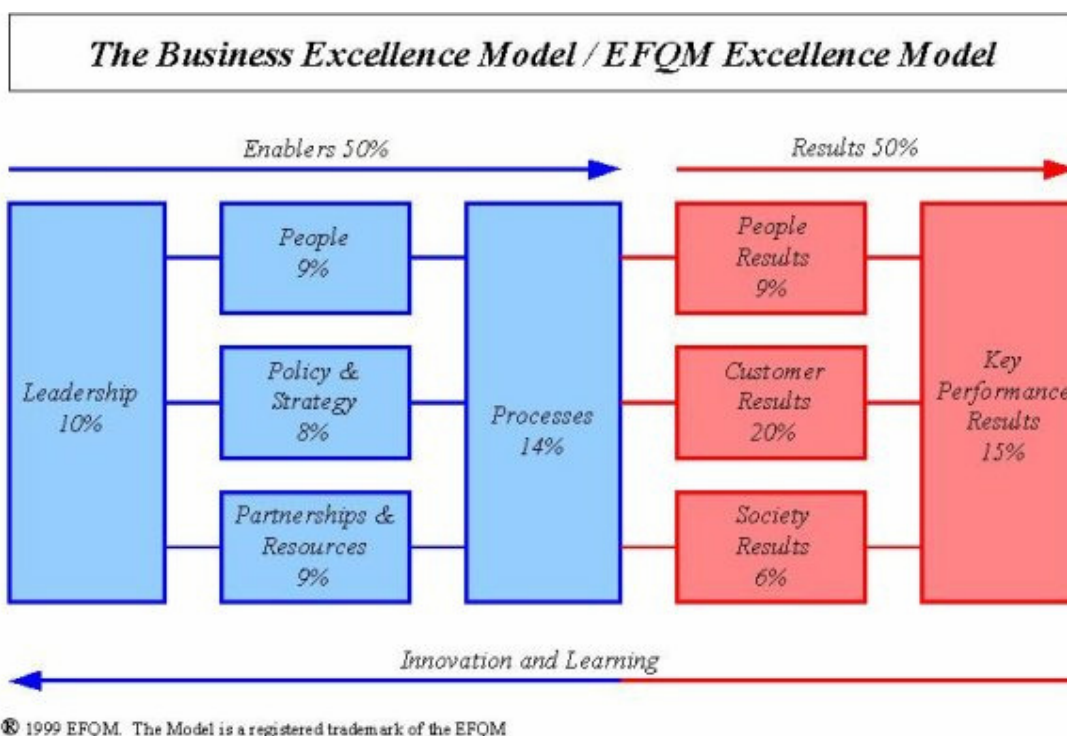 The Business Excellence Model / EFQM Excellence Model
Enablers 50%
Results 50%
Leadership
10%
People
9%
Policy &
Strategy
8%
Partnerships &
Resources
9%
Processes
14%
People
Results
9%
Customer
Results
20%
Society
Results
6%
Key
Performance
Results
15%
Innovation and Learning
® 1999 EFQM. The Model is a registered trademark of the EFQM